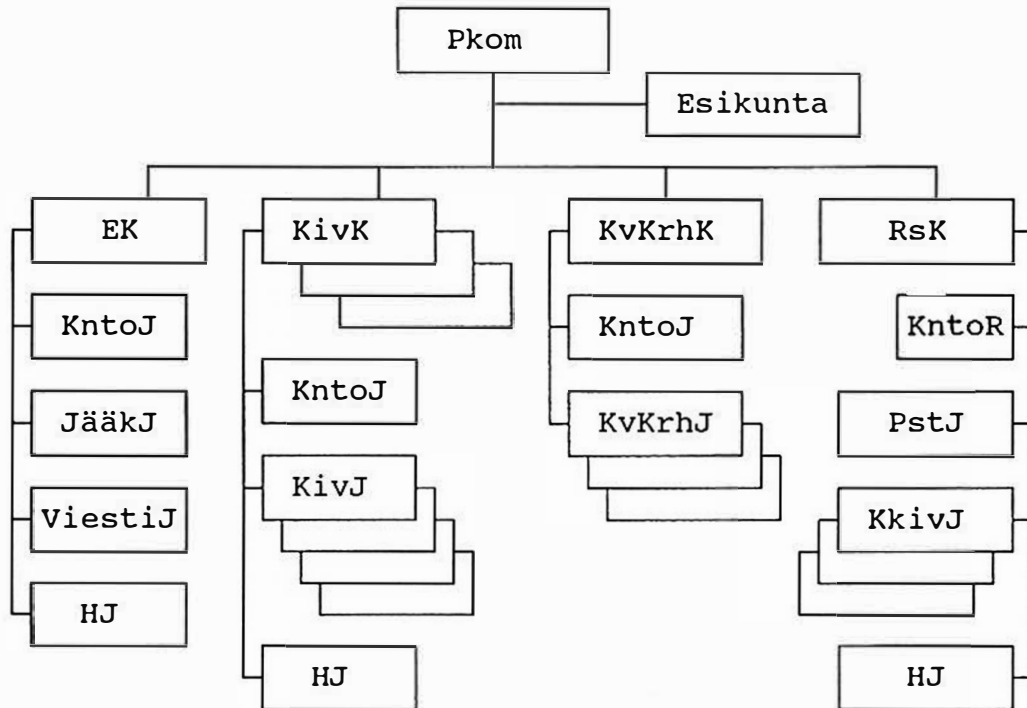 Pkom
Esikunta
EK
KivK
KvKrhK
RsK
KntoJ
KntoJ
KntoR
KntoJ
JääkJ
KvKrhJ
PstJ
KivJ
ViestiJ
KkivJ
HJ
HJ
HJ